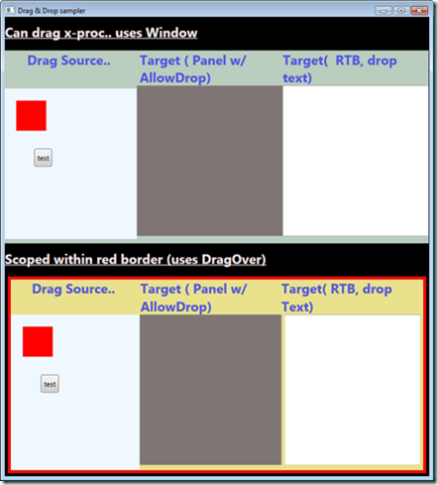 Drag & Drop sampler
Can drag x-proc.. uses Window
Drag Source.. Target ( Panel w/ Target(  RTB, drop
AllowDrop) text)
test
Scoped within red border (uses DragOver)
Drag Source.. Target ( Panel w/ Target( RTB, drop
AllowDrop) Text)
test